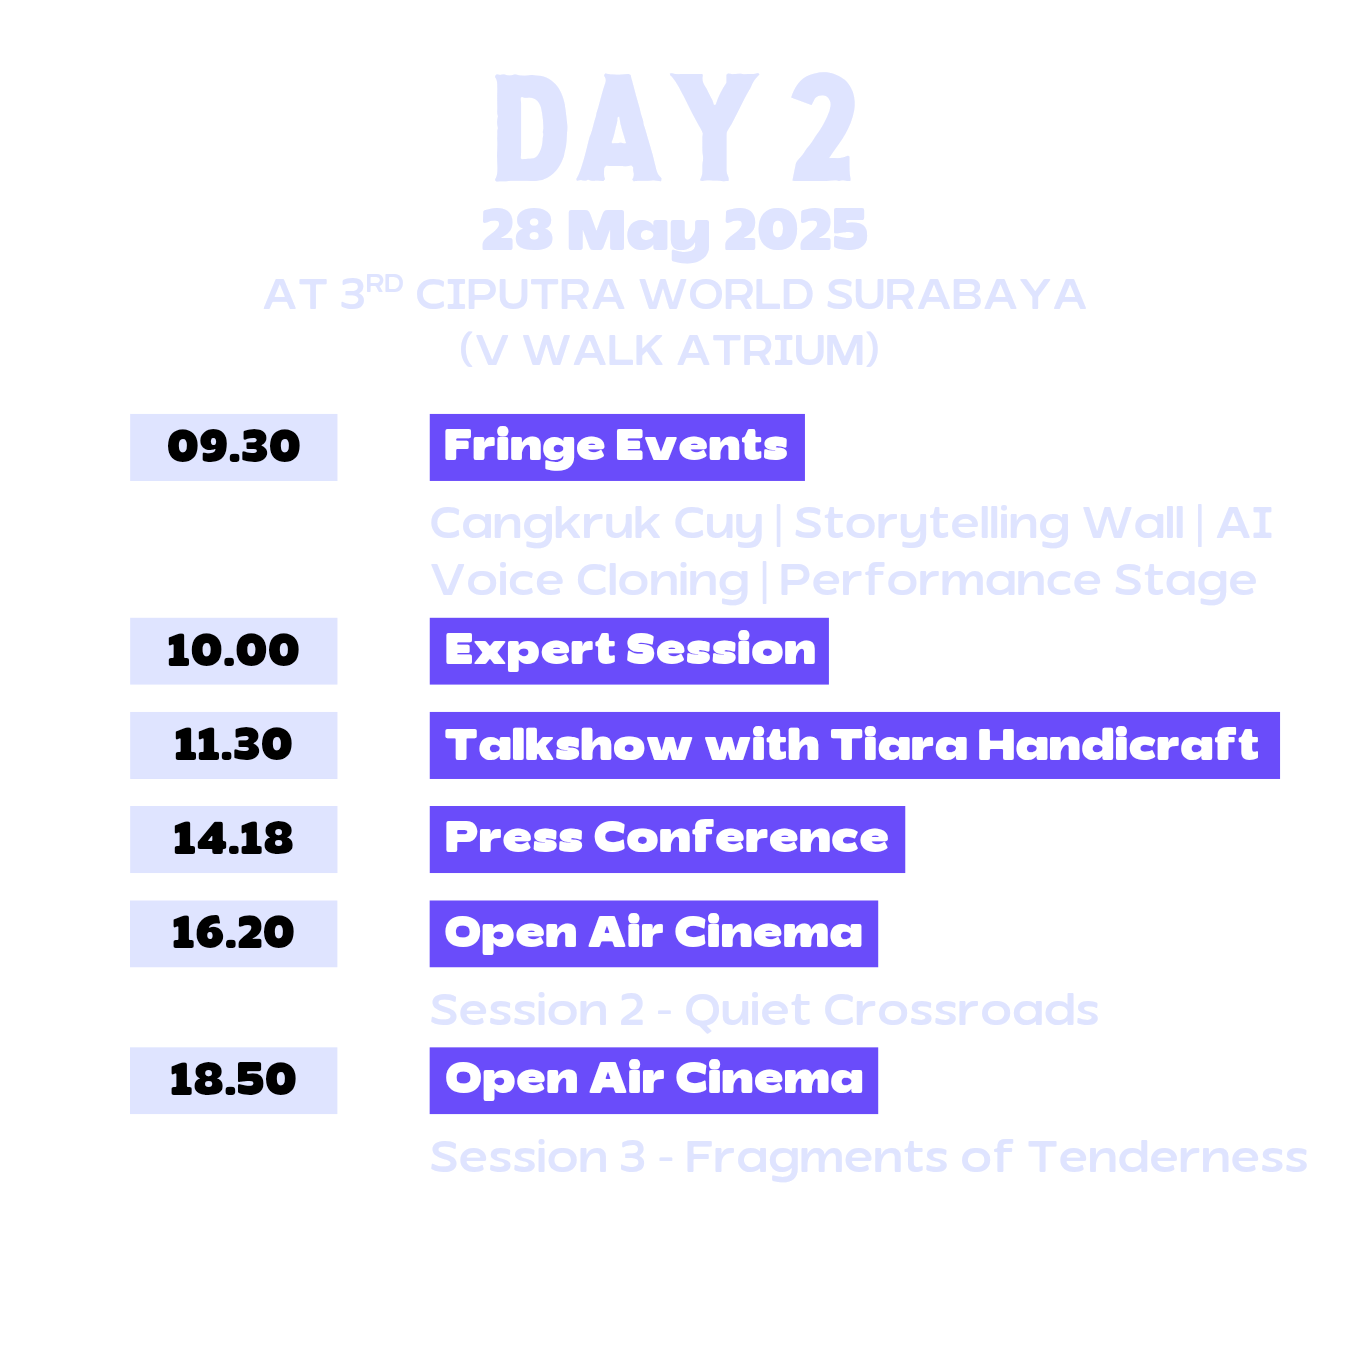 DAY 2
28 May 2025
AT 3RD CIPUTRA WORLD SURABAYA
(V WALK ATRIUM)
09.30 Fringe Events
Cangkruk Cuy | Storytelling Wall | AI
Voice Cloning | Performance Stage
10.00 Expert Session
11.30 Talkshow with Tiara Handicraft
14.18 Press Conference
16.20 Open Air Cinema
Session 2 - Quiet Crossroads
18.50 Open Air Cinema
Session 3 - Fragments of Tenderness